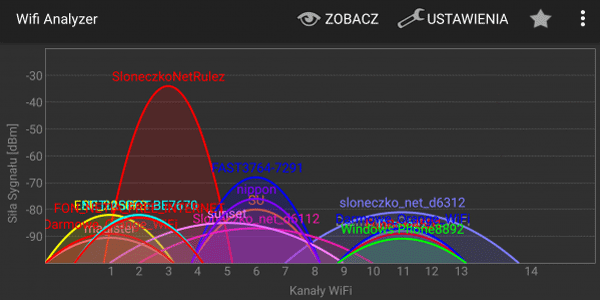 Wifi Analyzer
ZOBACZ
USTAWIENIA
Siła Sygnału [dBm]
-30
-40
-50
-60
-70
-80
-90
SloneczkoNetRulez
FAST3764-7291
hippon
SU
sunset
Sloneczko_net_d6112
sloneczko_net_d6312
Windows Phone8892
1 2 3 4 5 6 7 8 9 10 11 12 13 14
Kanały WiFi